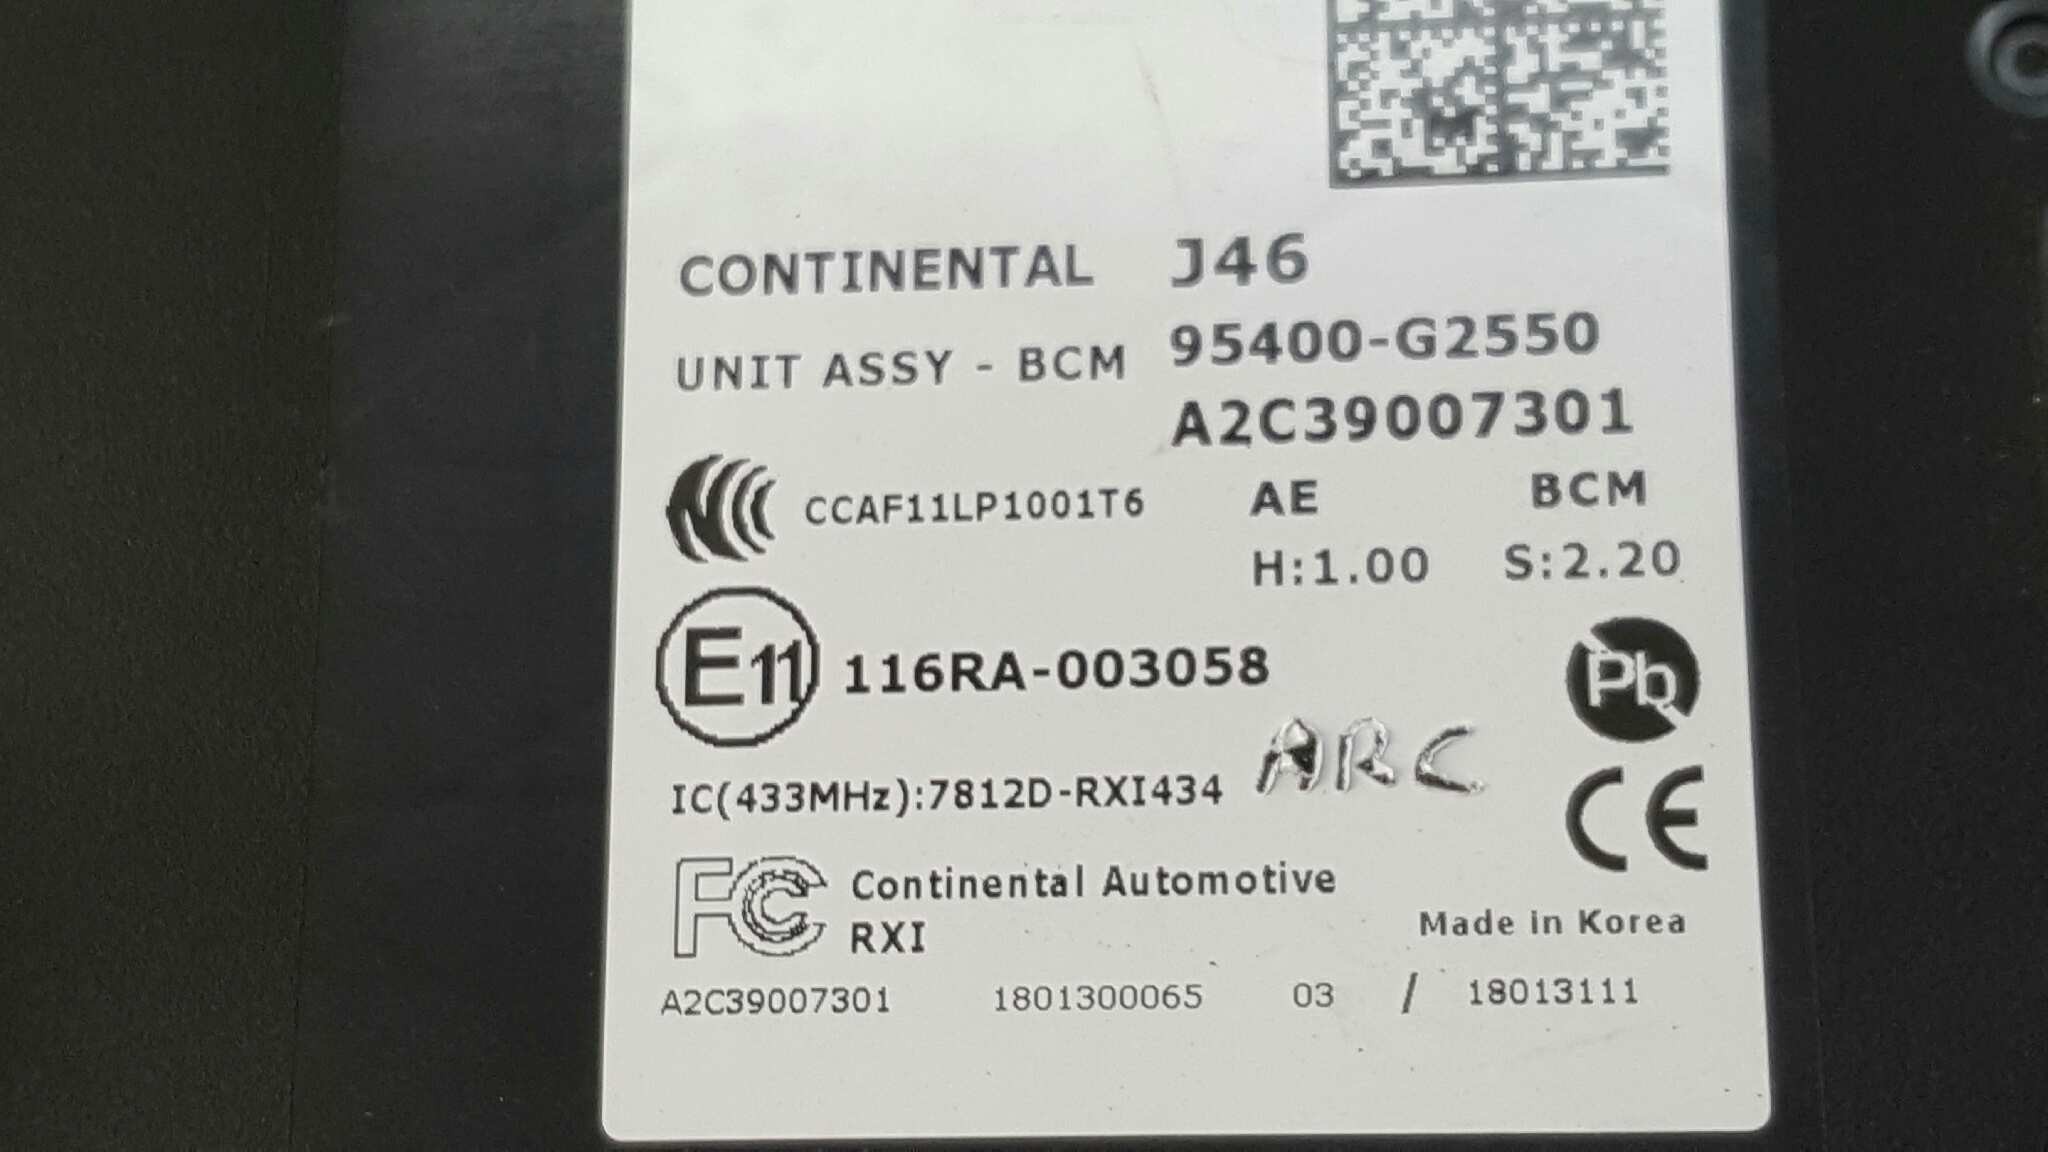 CONTINENTAL J46
UNIT ASSY - BCM 95400-G2550
A2C39007301
CCAF11LP1001T6 AE BCM
H:1.00 S:2.20
E11 116RA-003058 Pb
ARC
IC(433MHz):7812D-RXI434
CE
FC Continental Automotive
RXI
Made in Korea
A2C39007301 1801300065 03 / 18013111